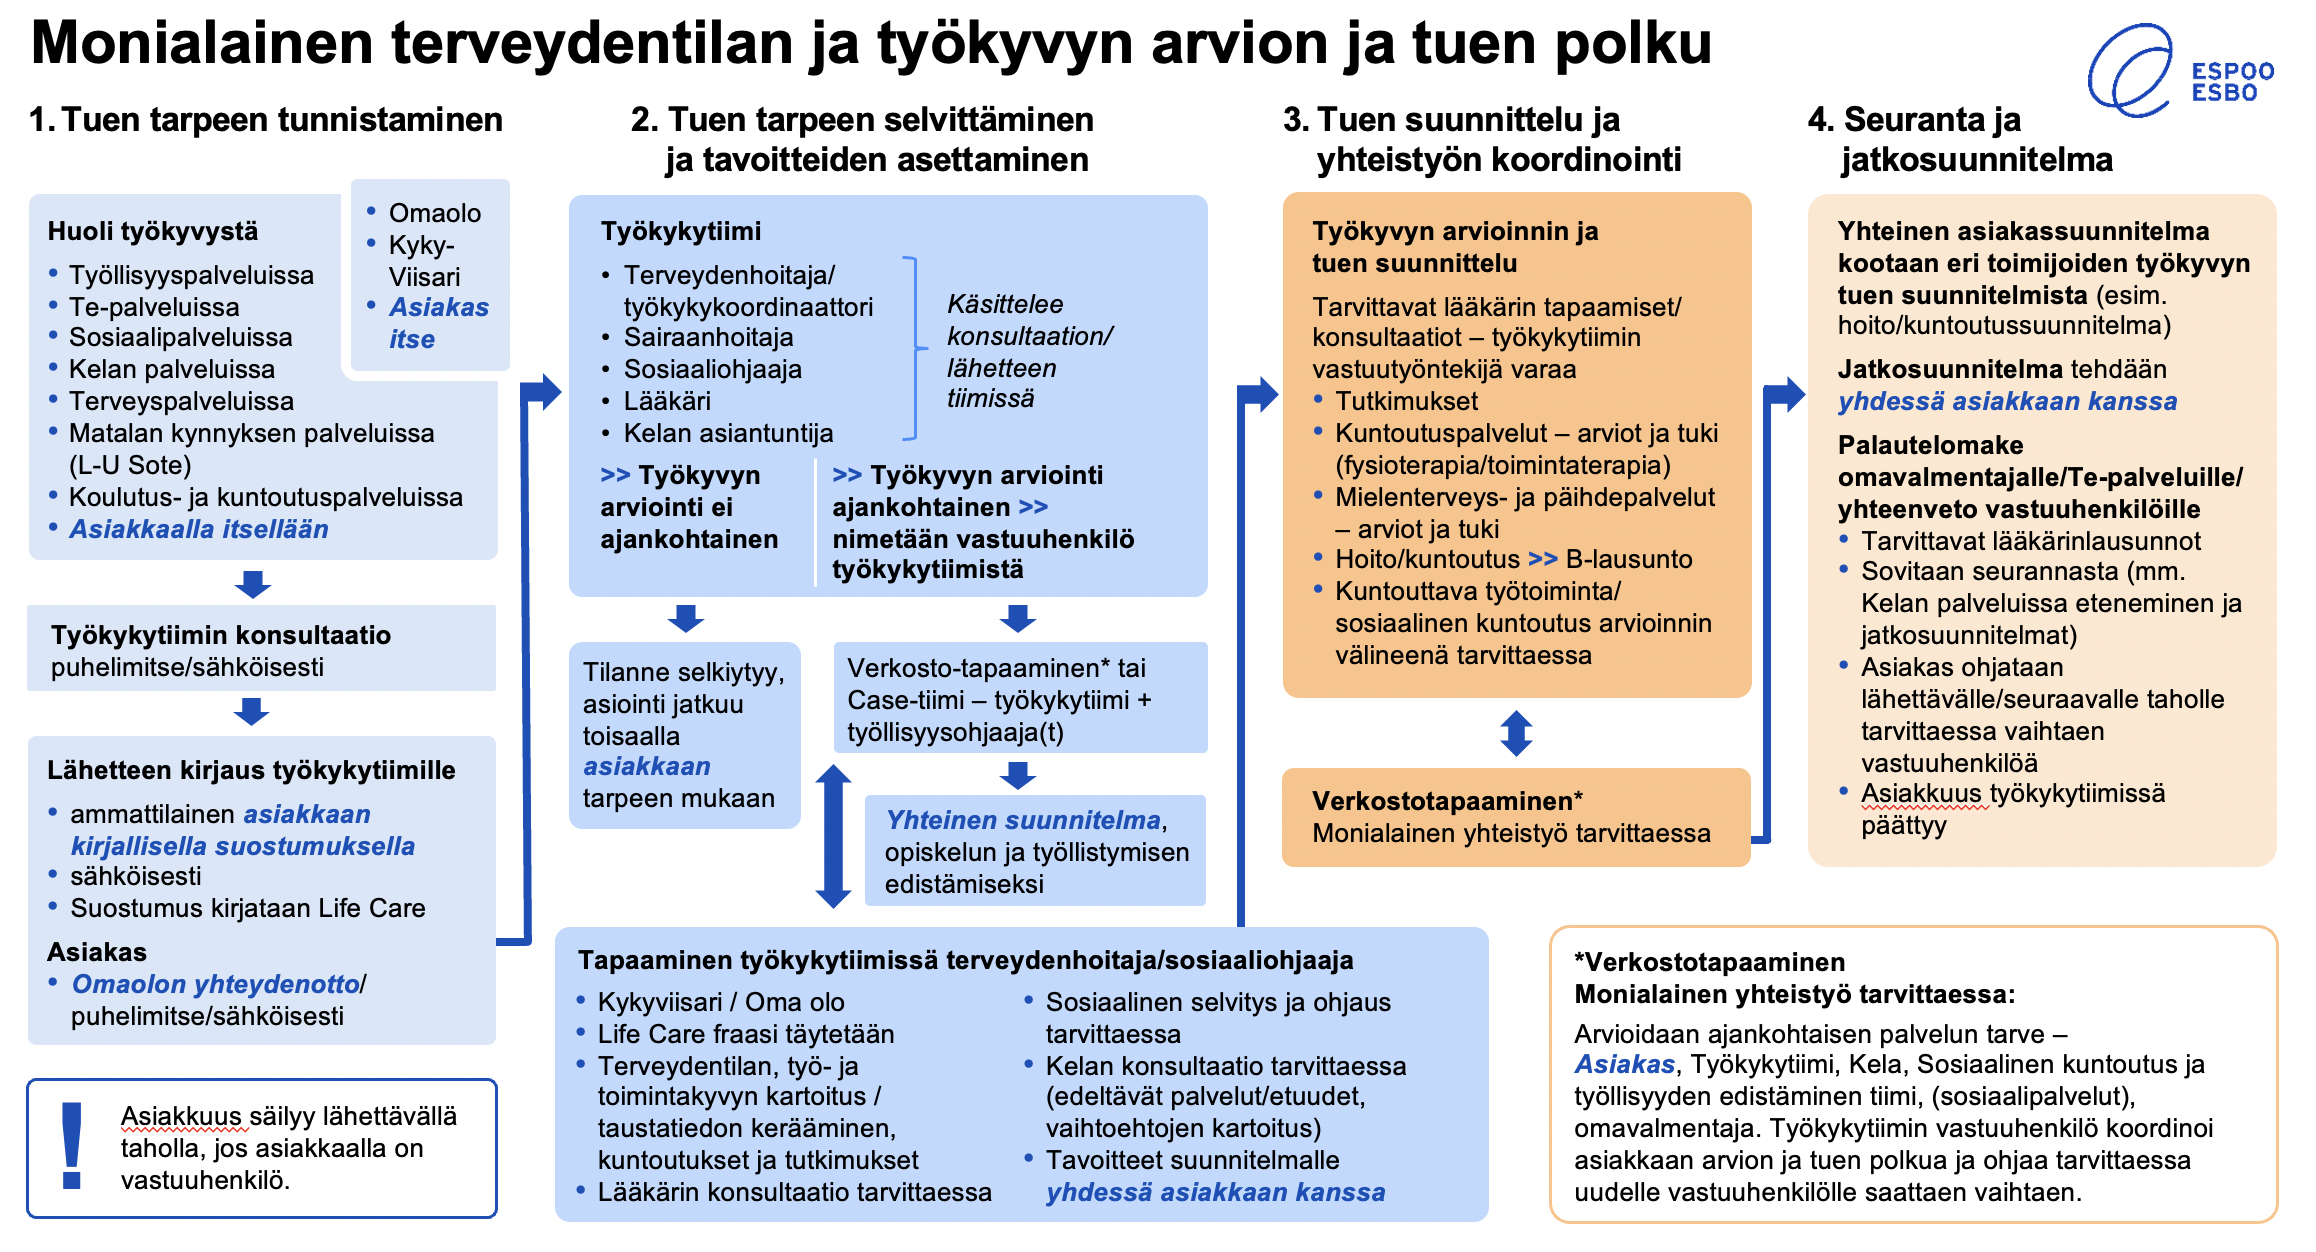 Monialainen terveydentilan ja työkyvyn arvion ja tuen polku
ESPOO
ESBO
1. Tuen tarpeen tunnistaminen
Huoli työkyvystä
• Työllisyyspalveluissa
• Te-palveluissa
• Sosiaalipalveluissa
• Kelan palveluissa
• Terveyspalveluissa
• Matalan kynnyksen palveluissa
(L-U Sote)
• Koulutus- ja kuntoutuspalveluissa
• Asiakkaalla itsellään
• Omaolo
• Kyky-
Viisari
• Asiakas
itse
Työkykytiimin konsultaatio
puhelimitse/sähköisesti
Lähetteen kirjaus työkykytiimille
• ammattilainen asiakkaan
kirjallisella suostumuksella
• sähköisesti
• Suostumus kirjataan Life Care
Asiakas
• Omaolon yhteydenotto/
puhelimitse/sähköisesti
!
Asiakkuus säilyy lähettävällä
taholla, jos asiakkaalla on
vastuuhenkilö.
2. Tuen tarpeen selvittäminen
ja tavoitteiden asettaminen
Työkykytiimi
• Terveydenhoitaja/
työkykykoordinaattori
• Sairaanhoitaja
• Sosiaaliohjaaja
• Lääkäri
• Kelan asiantuntija
Käsittelee
konsultaation/
lähetteen
tiimissä
>> Työkyvyn
arviointi ei
ajankohtainen
>> Työkyvyn arviointi
ajankohtainen >>
nimetään vastuuhenkilö
työkykytiimistä
Tilanne selkiytyy,
asiointi jatkuu
toisaalla
asiakkaan
tarpeen mukaan
Verkosto-tapaaminen* tai
Case-tiimi – työkykytiimi +
työllisyysohjaaja(t)
Yhteinen suunnitelma,
opiskelun ja työllistymisen
edistämiseksi
Tapaaminen työkykytiimissä terveydenhoitaja/sosiaaliohjaaja
• Kykyviisari / Oma olo
• Life Care fraasi täytetään
• Terveydentilan, työ- ja
toimintakyvyn kartoitus /
taustatiedon kerääminen,
kuntoutukset ja tutkimukset
• Lääkärin konsultaatio tarvittaessa
• Sosiaalinen selvitys ja ohjaus
tarvittaessa
• Kelan konsultaatio tarvittaessa
(edeltävät palvelut/etuudet,
vaihtoehtojen kartoitus)
• Tavoitteet suunnitelmalle
yhdessä asiakkaan kanssa
3. Tuen suunnittelu ja
yhteistyön koordinointi
Työkyvyn arvioinnin ja
tuen suunnittelu
Tarvittavat lääkärin tapaamiset/
konsultaatiot – työkykytiimin
vastuutyöntekijä varaa
• Tutkimukset
• Kuntoutuspalvelut – arviot ja tuki
(fysioterapia/toimintaterapia)
• Mielenterveys- ja päihdepalvelut
– arviot ja tuki
• Hoito/kuntoutus >> B-lausunto
• Kuntouttava työtoiminta/
sosiaalinen kuntoutus arvioinnin
välineenä tarvittaessa
Verkostotapaaminen*
Monialainen yhteistyö tarvittaessa
4. Seuranta ja
jatkosuunnitelma
Yhteinen asiakassuunnitelma
kootaan eri toimijoiden työkyvyn
tuen suunnitelmista (esim.
hoito/kuntoutussuunnitelma)
Jatkosuunnitelma tehdään
yhdessä asiakkaan kanssa
Palautelomake
omavalmentajalle/Te-palveluille/
yhteenveto vastuuhenkilöille
• Tarvittavat lääkärinlausunnot
• Sovitaan seurannasta (mm.
Kelan palveluissa eteneminen ja
jatkosuunnitelmat)
• Asiakas ohjataan
lähettävälle/seuraavalle taholle
tarvittaessa vaihtaen
vastuuhenkilöä
• Asiakkuus työkykytiimissä
päättyy
*Verkostotapaaminen
Monialainen yhteistyö tarvittaessa:
Arvioidaan ajankohtaisen palvelun tarve –
Asiakas, Työkykytiimi, Kela, Sosiaalinen kuntoutus ja
työllisyyden edistäminen tiimi, (sosiaalipalvelut),
omavalmentaja. Työkykytiimin vastuuhenkilö koordinoi
asiakkaan arvion ja tuen polkua ja ohjaa tarvittaessa
uudelle vastuuhenkilölle saattaen vaihtaen.